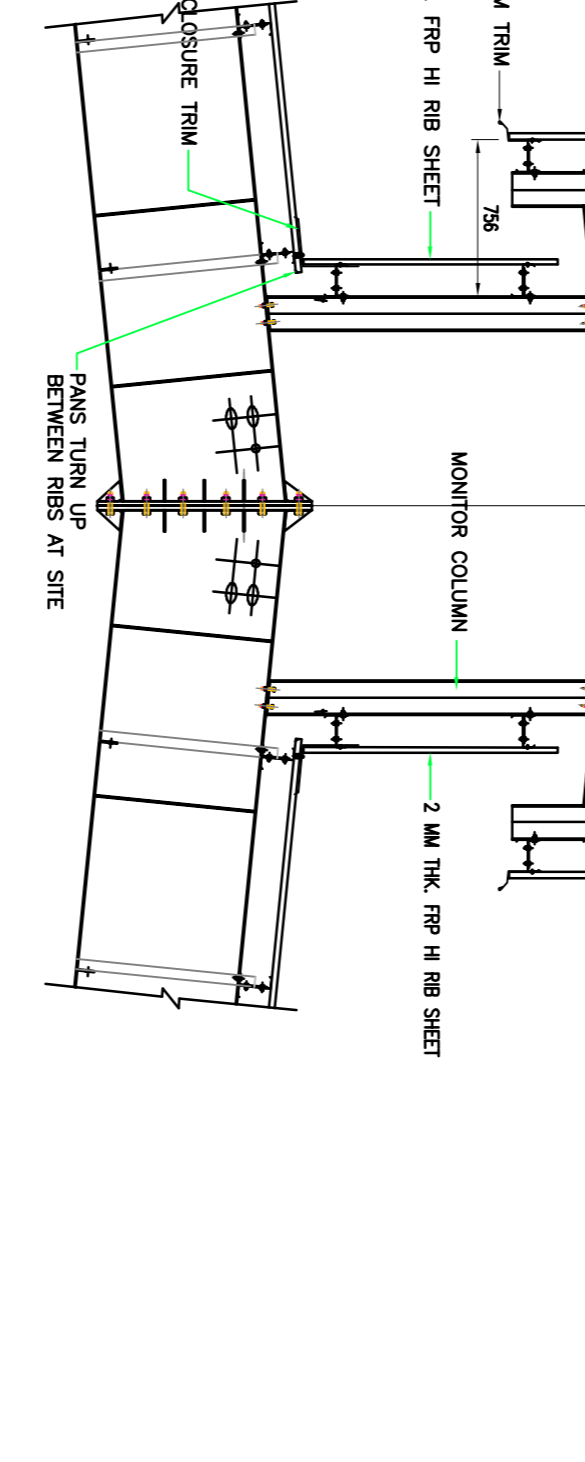 M TRIM
FRP HI RIB SHEET
756
CLOSURE TRIM
MONITOR COLUMN
PANS TURN UP
BETWEEN RIBS AT SITE
2 MM THK. FRP HI RIB SHEET